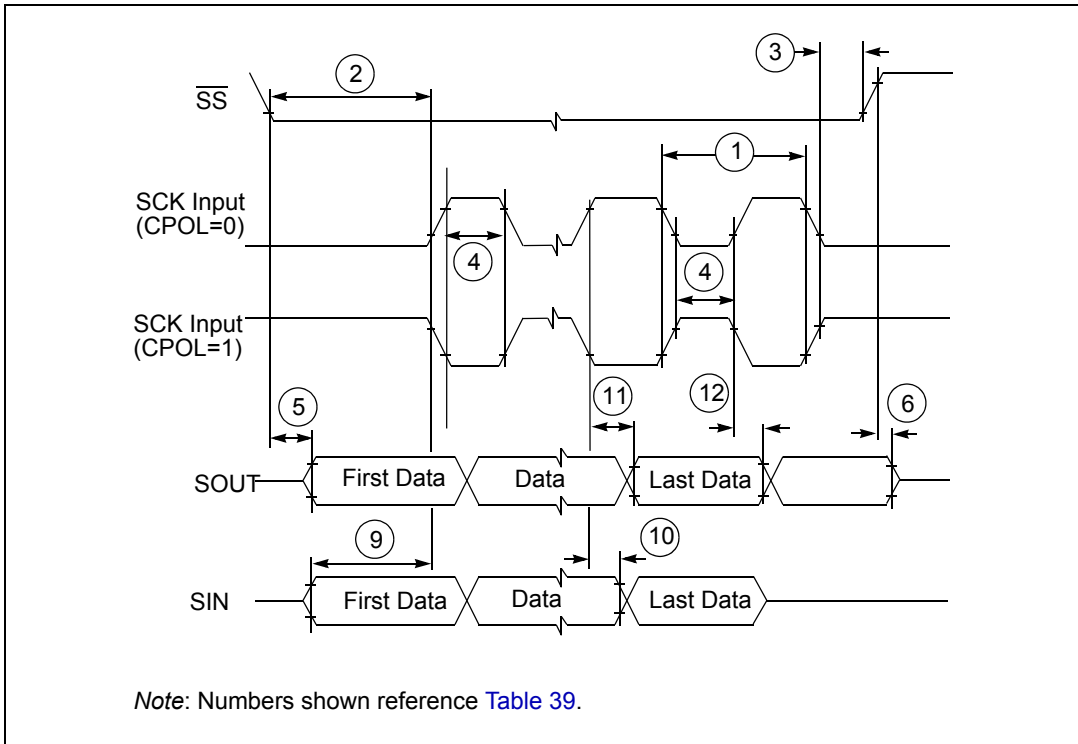 3
2
SS
1
SCK Input
(CPOL=0)
4
4
SCK Input
(CPOL=1)
11
12
5
6
SOUT
First Data
Data
Last Data
9
10
SIN
First Data
Data
Last Data
Note: Numbers shown reference Table 39.